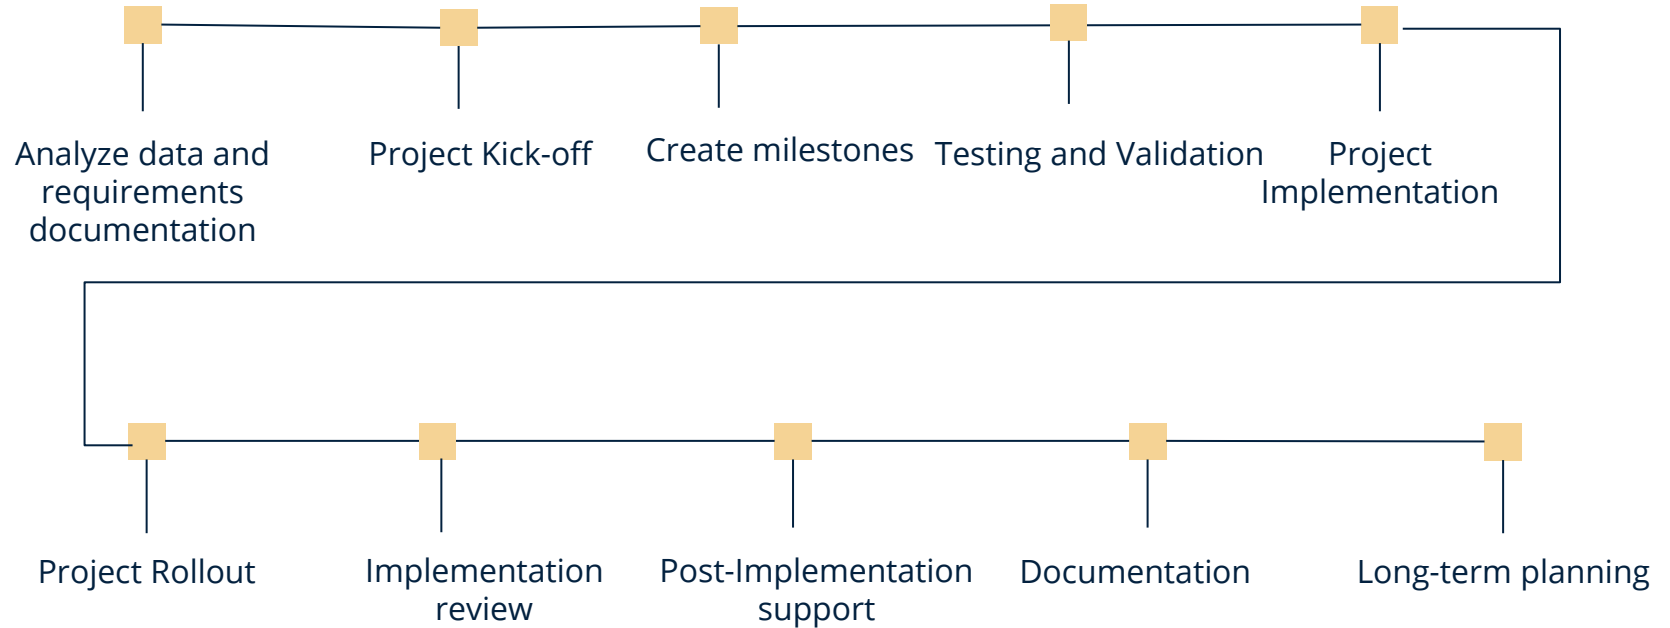 Analyze data and
requirements
documentation
Project Kick-off
Create milestones
Testing and Validation
Project
Implementation
Project Rollout
Implementation
review
Post-Implementation
support
Documentation
Long-term planning